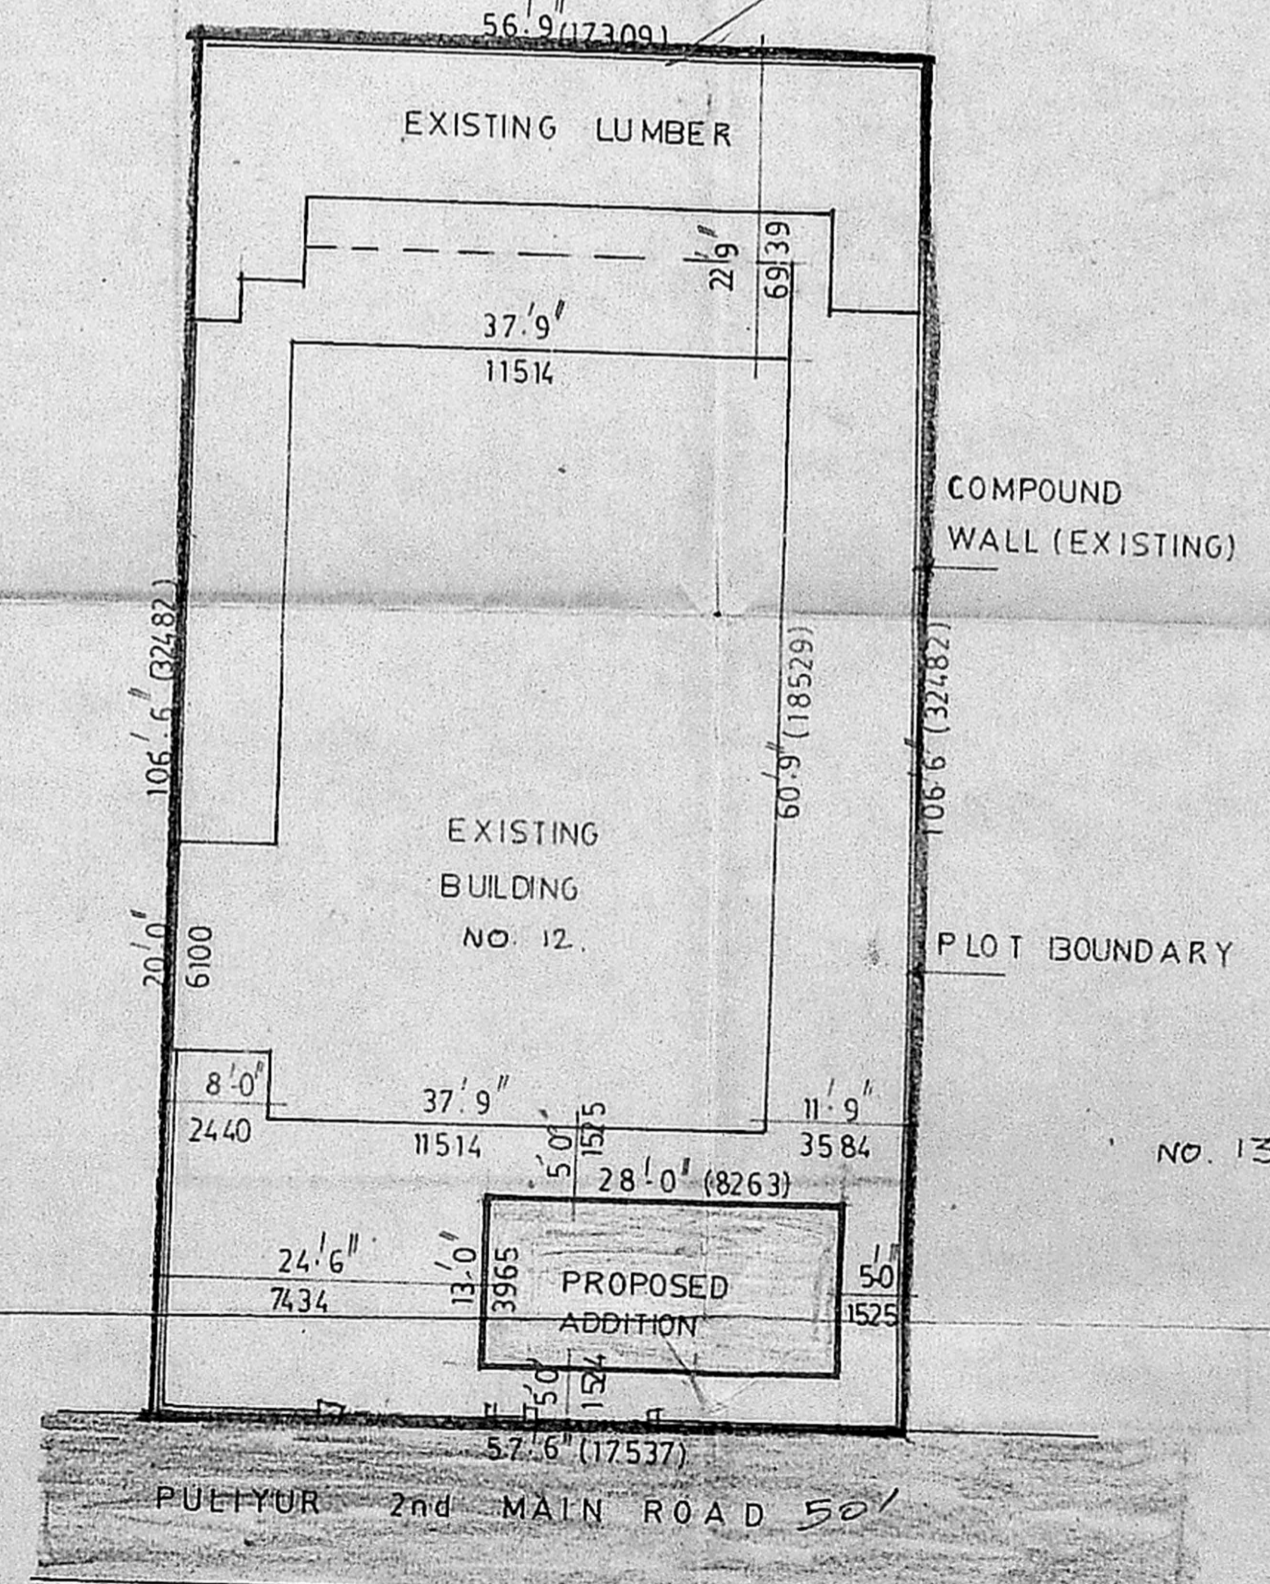 56'.9"(17309)
EXISTING LUMBER
22'9"
6939
37'.9"
11514
COMPOUND
WALL (EXISTING)
106'.6" (32482)
60'.9" (18529)
106'6" (32482)
EXISTING
BUILDING
NO. 12.
PLOT BOUNDARY
20'0"
6100
8'-0"
2440
37'.9"
11514
5'0"
1525
11'.9"
3584
NO. 13
28'-0" (8263)
24'.6"
7434
13'-0"
3965
PROPOSED
ADDITION
5'-0"
1525
5'0"
1524
57'.6" (17537)
PULIYUR 2nd MAIN ROAD 50'